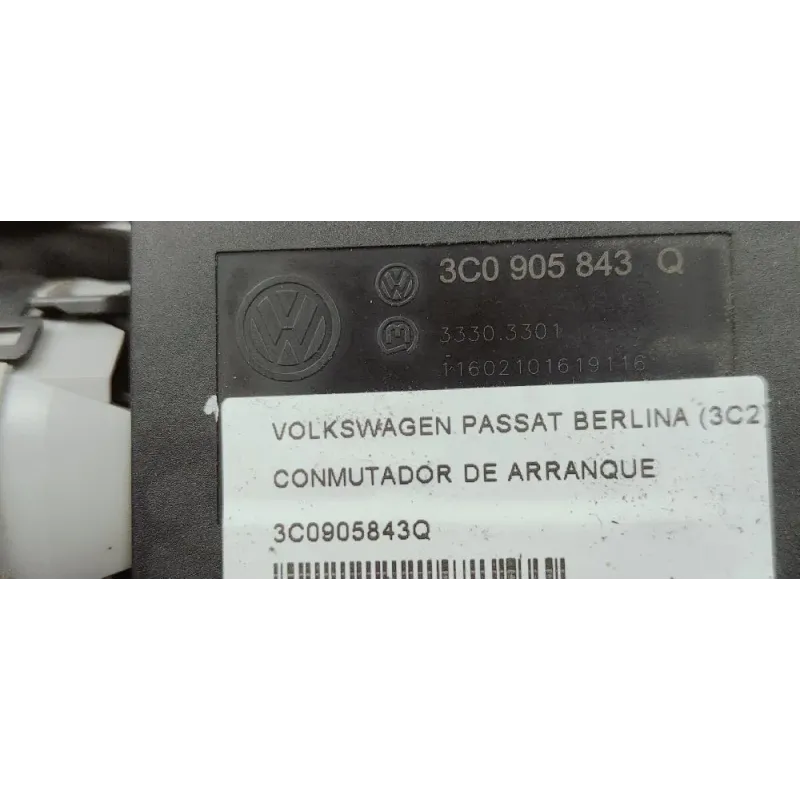 3C0 905 843 Q
3330.3301
11602101619116
VOLKSWAGEN PASSAT BERLINA (3C2)
CONMUTADOR DE ARRANQUE
3C0905843Q